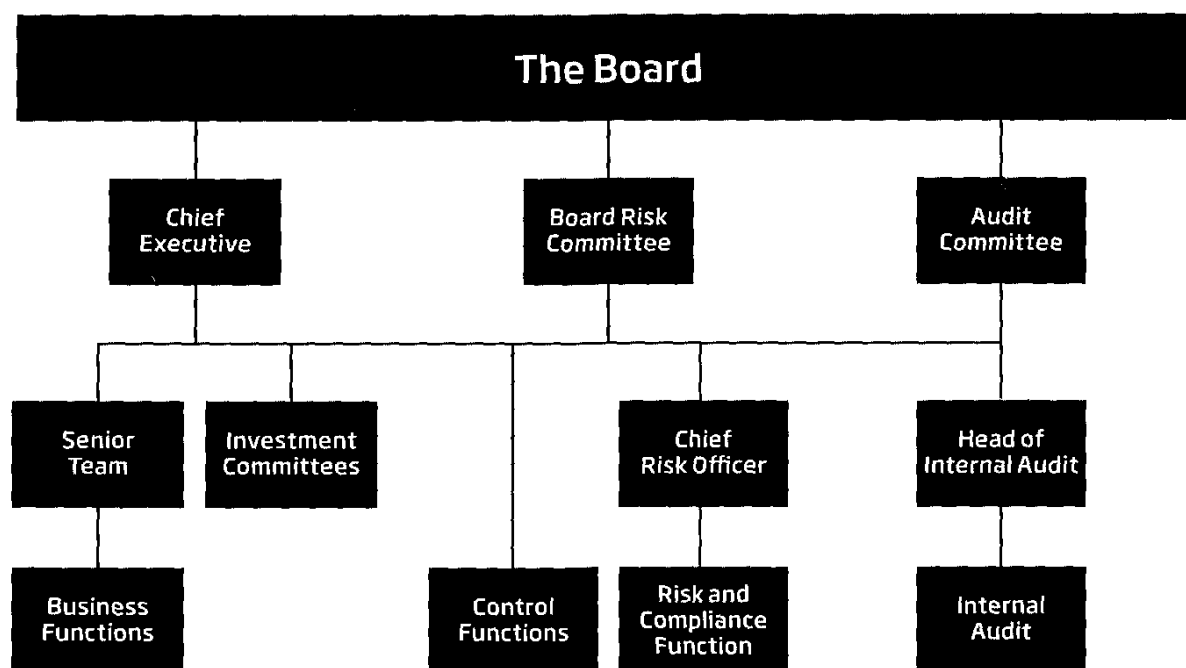 The Board
Chief
Executive
Board Risk
Committee
Audit
Committee
Senior
Team
Investment
Committees
Chief
Risk Officer
Head of
Internal Audit
Business
Functions
Control
Functions
Risk and
Compliance
Function
Internal
Audit